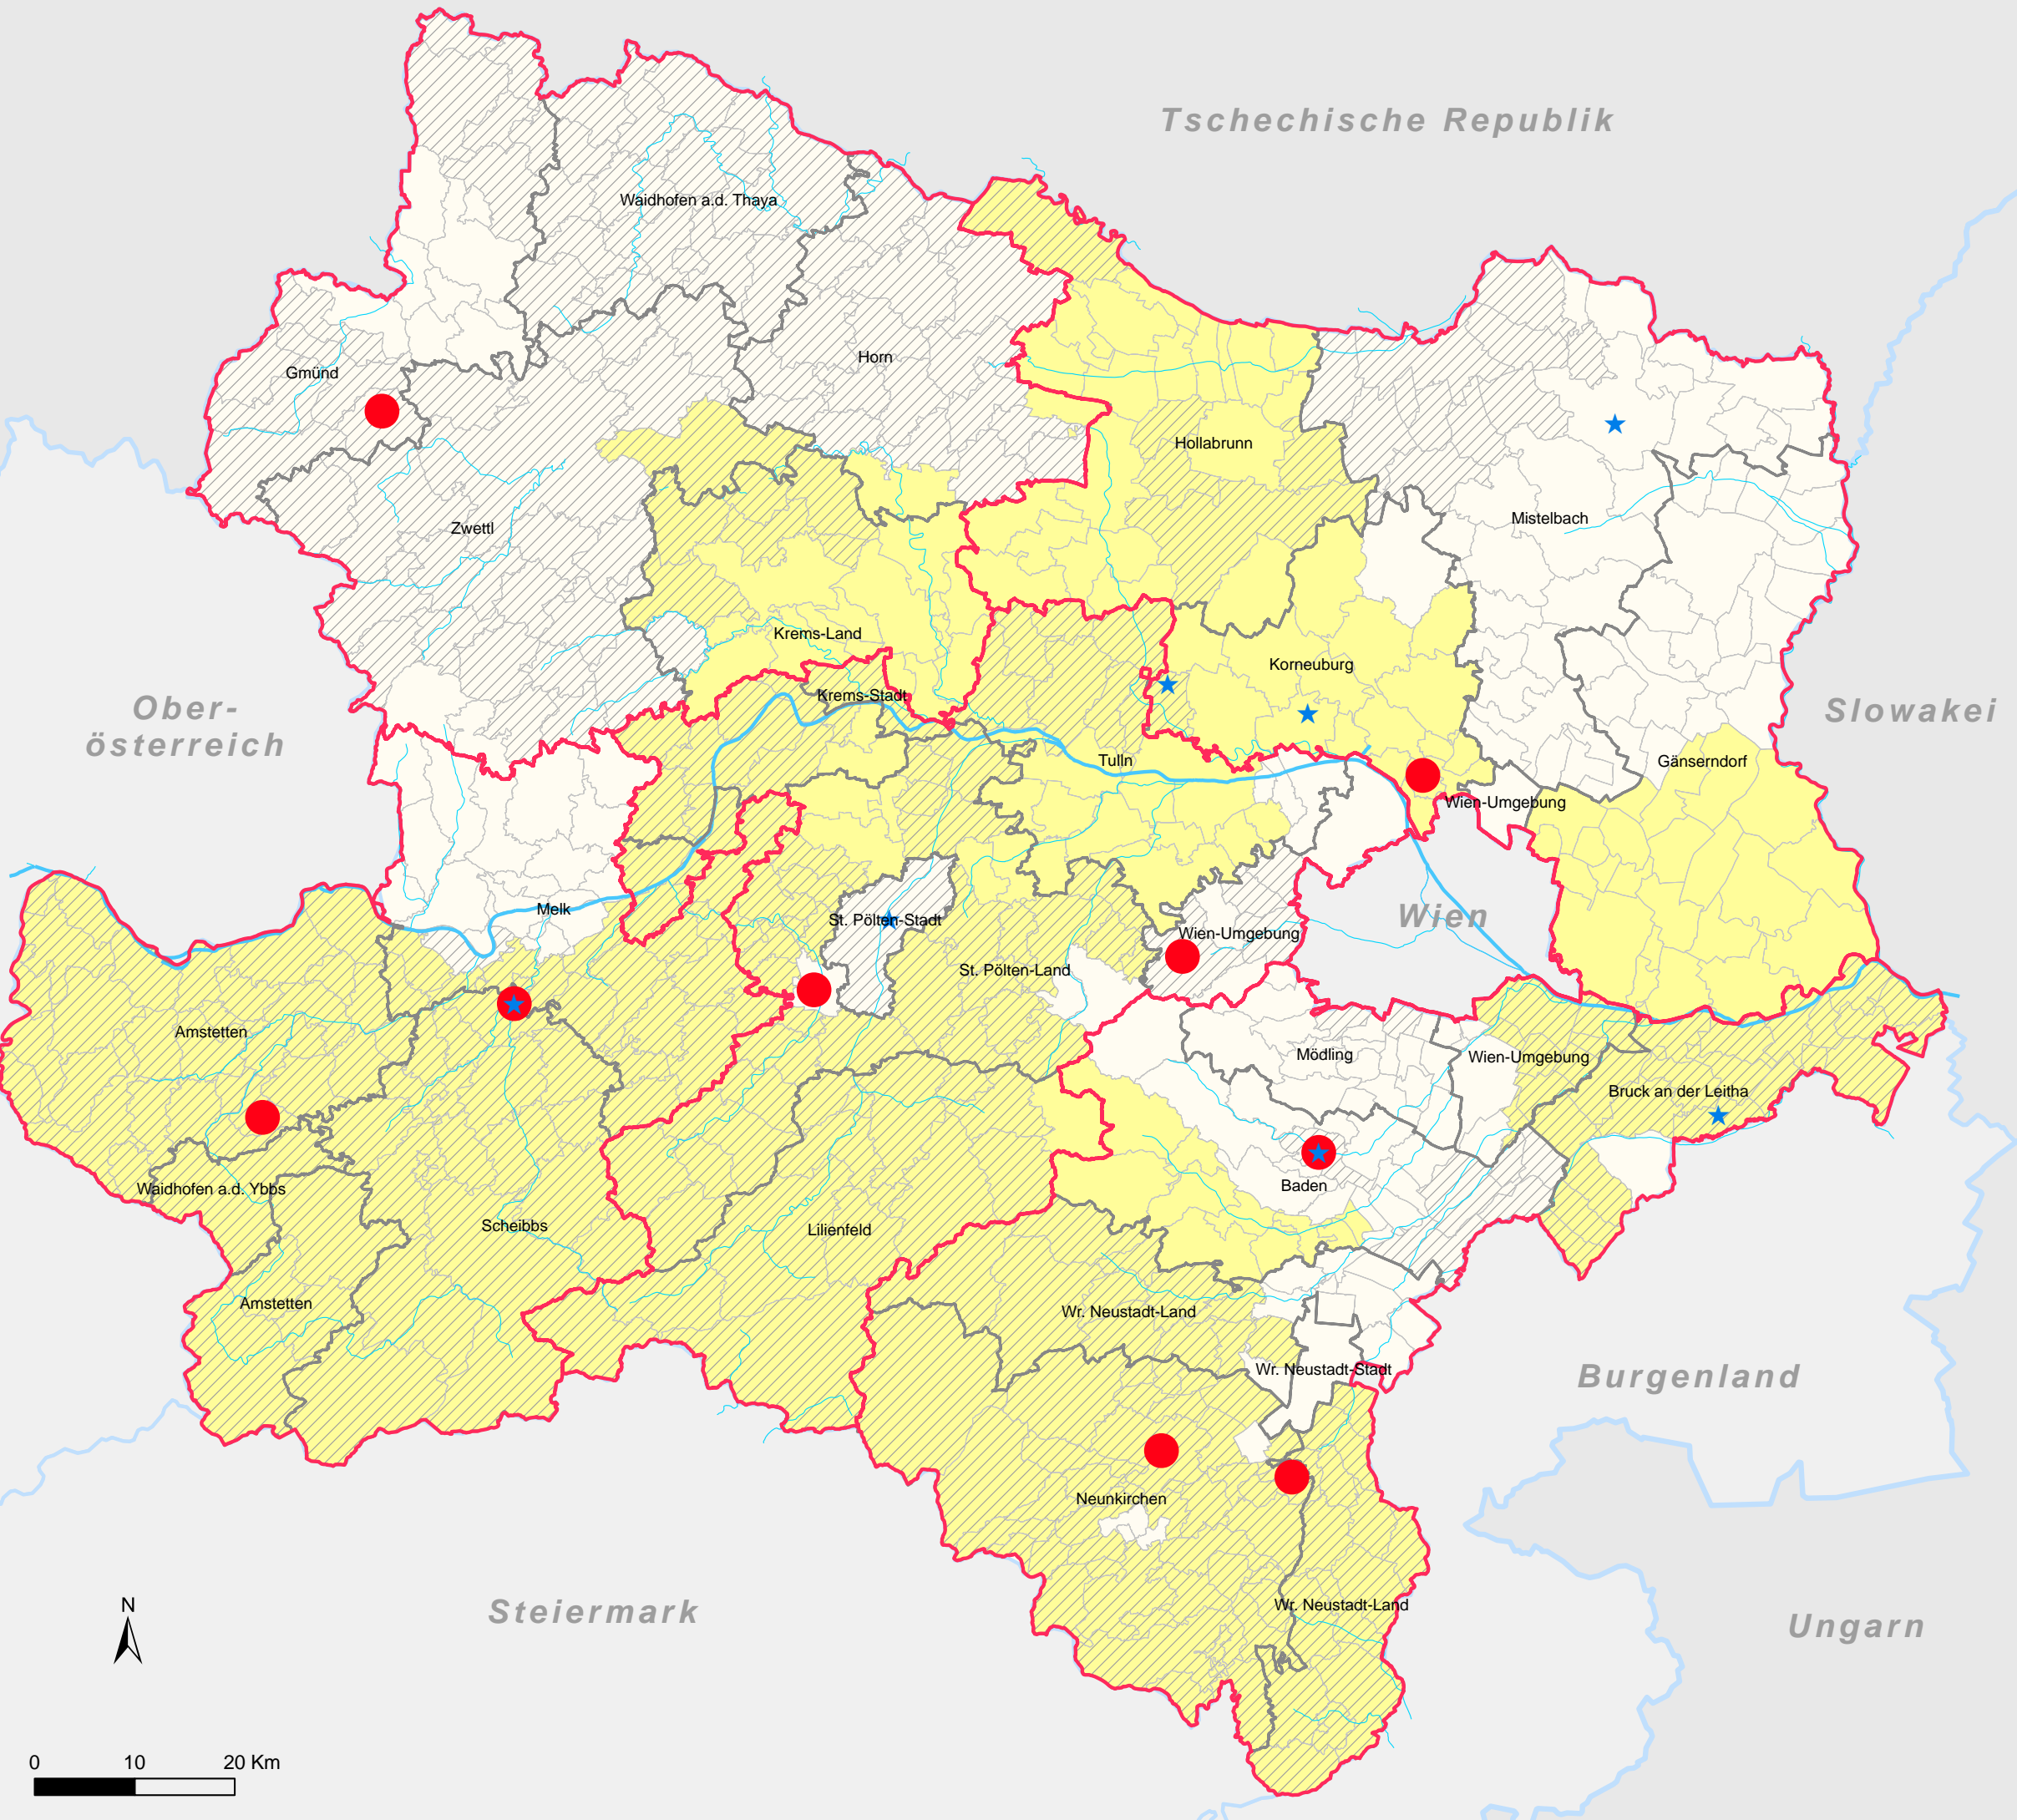 Tschechische Republik
Waidhofen a.d. Thaya
Horn
Gmünd
Hollabrunn
Mistelbach
Zwettl
Krems-Land
Korneuburg
Krems-Stadt
Ober-
österreich
Slowakei
Tulln
Gänserndorf
Wien-Umgebung
Melk
St. Pölten-Stadt
Wien
Wien-Umgebung
St. Pölten-Land
Amstetten
Mödling
Wien-Umgebung
Bruck an der Leitha
Waidhofen a.d. Ybbs
Baden
Scheibbs
Lilienfeld
Amstetten
Wr. Neustadt-Land
Wr. Neustadt-Stadt
Burgenland
Neunkirchen
Steiermark
Wr. Neustadt-Land
Ungarn
N
0 10 20 Km